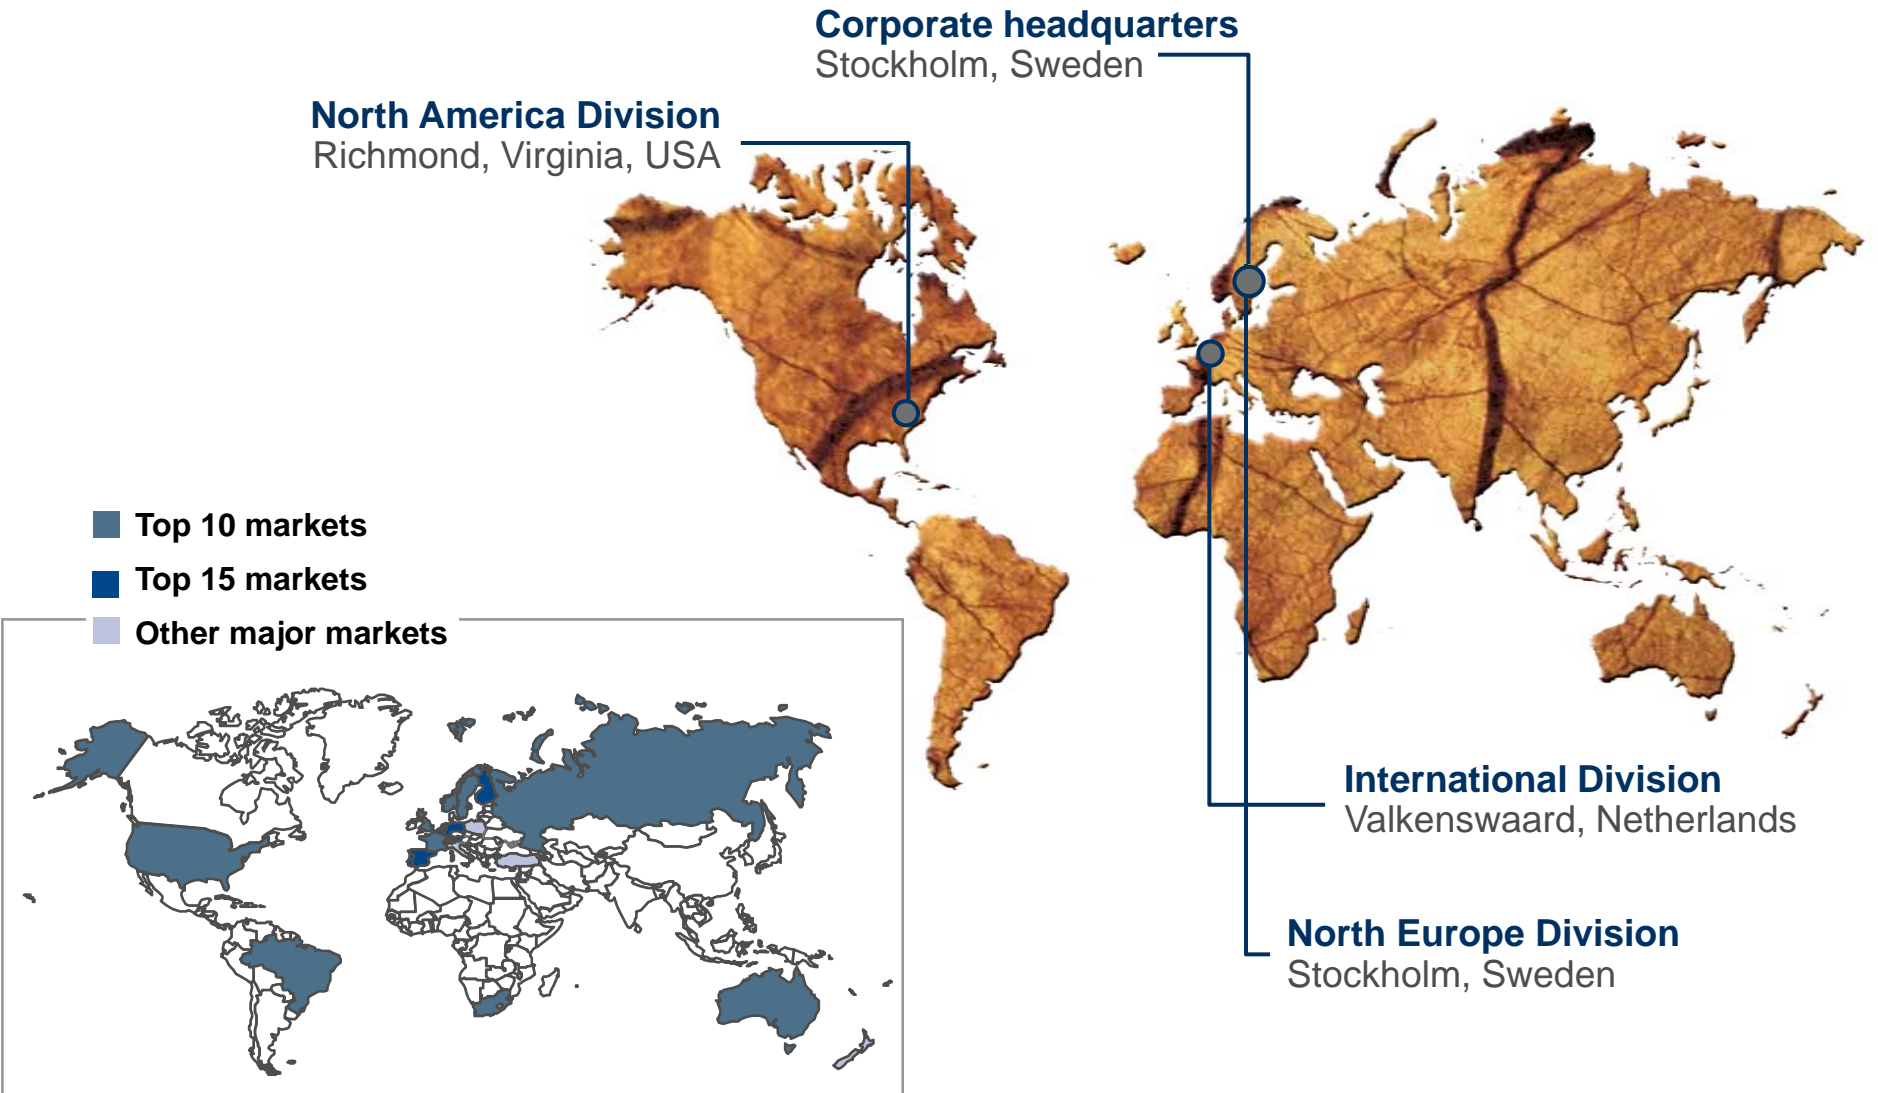 Corporate headquarters
Stockholm, Sweden
North America Division
Richmond, Virginia, USA
Top 10 markets
Top 15 markets
Other major markets
International Division
Valkenswaard, Netherlands
North Europe Division
Stockholm, Sweden